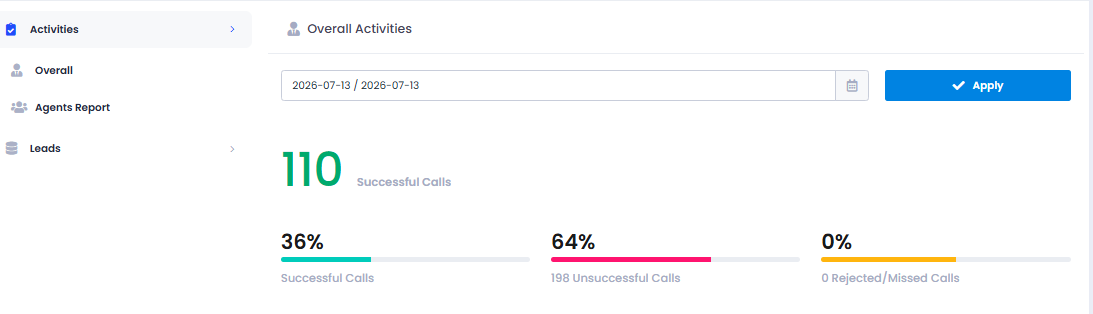 Activities
Overall
Agents Report
Leads
Overall Activities
2026-07-13 / 2026-07-13
Apply
110 Successful Calls
36% 64% 0%
Successful Calls 198 Unsuccessful Calls 0 Rejected/Missed Calls